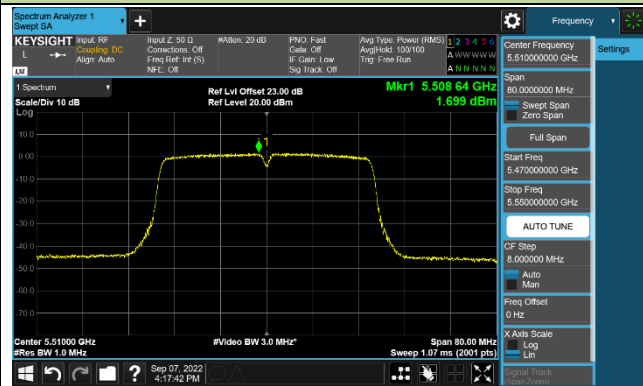 Spectrum Analyzer 1
Swept SA
Frequency
KEYSIGHT
Input: RF
Coupling: DC
Align: Auto
Input Z: 50 Ω
Corrections: Off
Freq Ref: Int (S)
NFE: Off
#Atten: 20 dB
PNO: Fast
Gate: Off
IF Gain: Low
Sig Track: Off
Avg Type: Power (RMS)
Avg|Hold: 100/100
Trig: Free Run
1 2 3 4 5 6
A W W W W W
A N N N N N
L
LXI
1 Spectrum
Scale/Div 10 dB
Log
Ref Lvl Offset 23.00 dB
Ref Level 20.00 dBm
Mkr1 5.508 64 GHz
1.699 dBm
10.0
0.00
-10.0
-20.0
-30.0
-40.0
-50.0
-60.0
-70.0
1
Center 5.51000 GHz
#Res BW 1.0 MHz
#Video BW 3.0 MHz*
Span 80.00 MHz
Sweep 1.07 ms (2001 pts)
Sep 07, 2022
4:17:42 PM
Center Frequency
5.510000000 GHz
Settings
Span
80.0000000 MHz
Swept Span
Zero Span
Full Span
Start Freq
5.470000000 GHz
Stop Freq
5.550000000 GHz
AUTO TUNE
CF Step
8.000000 MHz
Auto
Man
Freq Offset
0 Hz
X Axis Scale
Log
Lin
Signal Track
(Span Zoom)